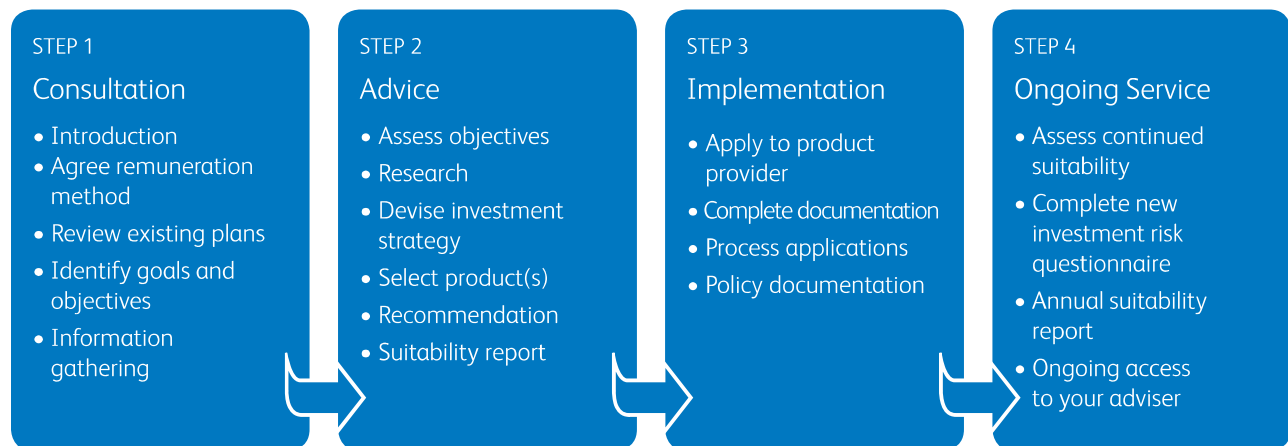 STEP 1
Consultation
• Introduction
• Agree remuneration
method
• Review existing plans
• Identify goals and
objectives
• Information
gathering
STEP 2
Advice
• Assess objectives
• Research
• Devise investment
strategy
• Select product(s)
• Recommendation
• Suitability report
STEP 3
Implementation
• Apply to product
provider
• Complete documentation
• Process applications
• Policy documentation
STEP 4
Ongoing Service
• Assess continued
suitability
• Complete new
investment risk
questionnaire
• Annual suitability
report
• Ongoing access
to your adviser